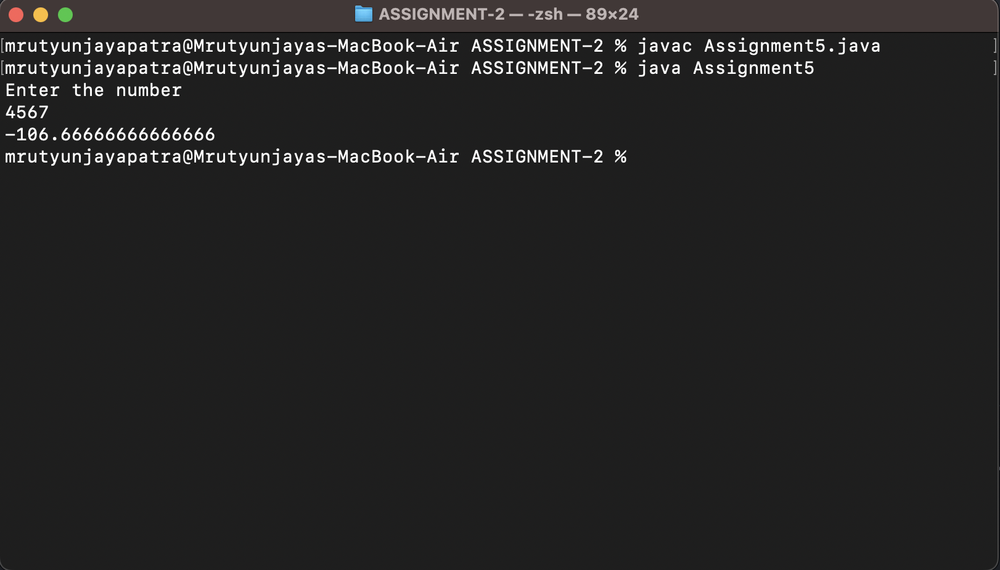 ASSIGNMENT-2 — -zsh — 89×24
[mrutyunjayapatra@Mrutyunjayas-MacBook-Air ASSIGNMENT-2 % javac Assignment5.java ]
[mrutyunjayapatra@Mrutyunjayas-MacBook-Air ASSIGNMENT-2 % java Assignment5 ]
Enter the number
4567
-106.66666666666666
mrutyunjayapatra@Mrutyunjayas-MacBook-Air ASSIGNMENT-2 %